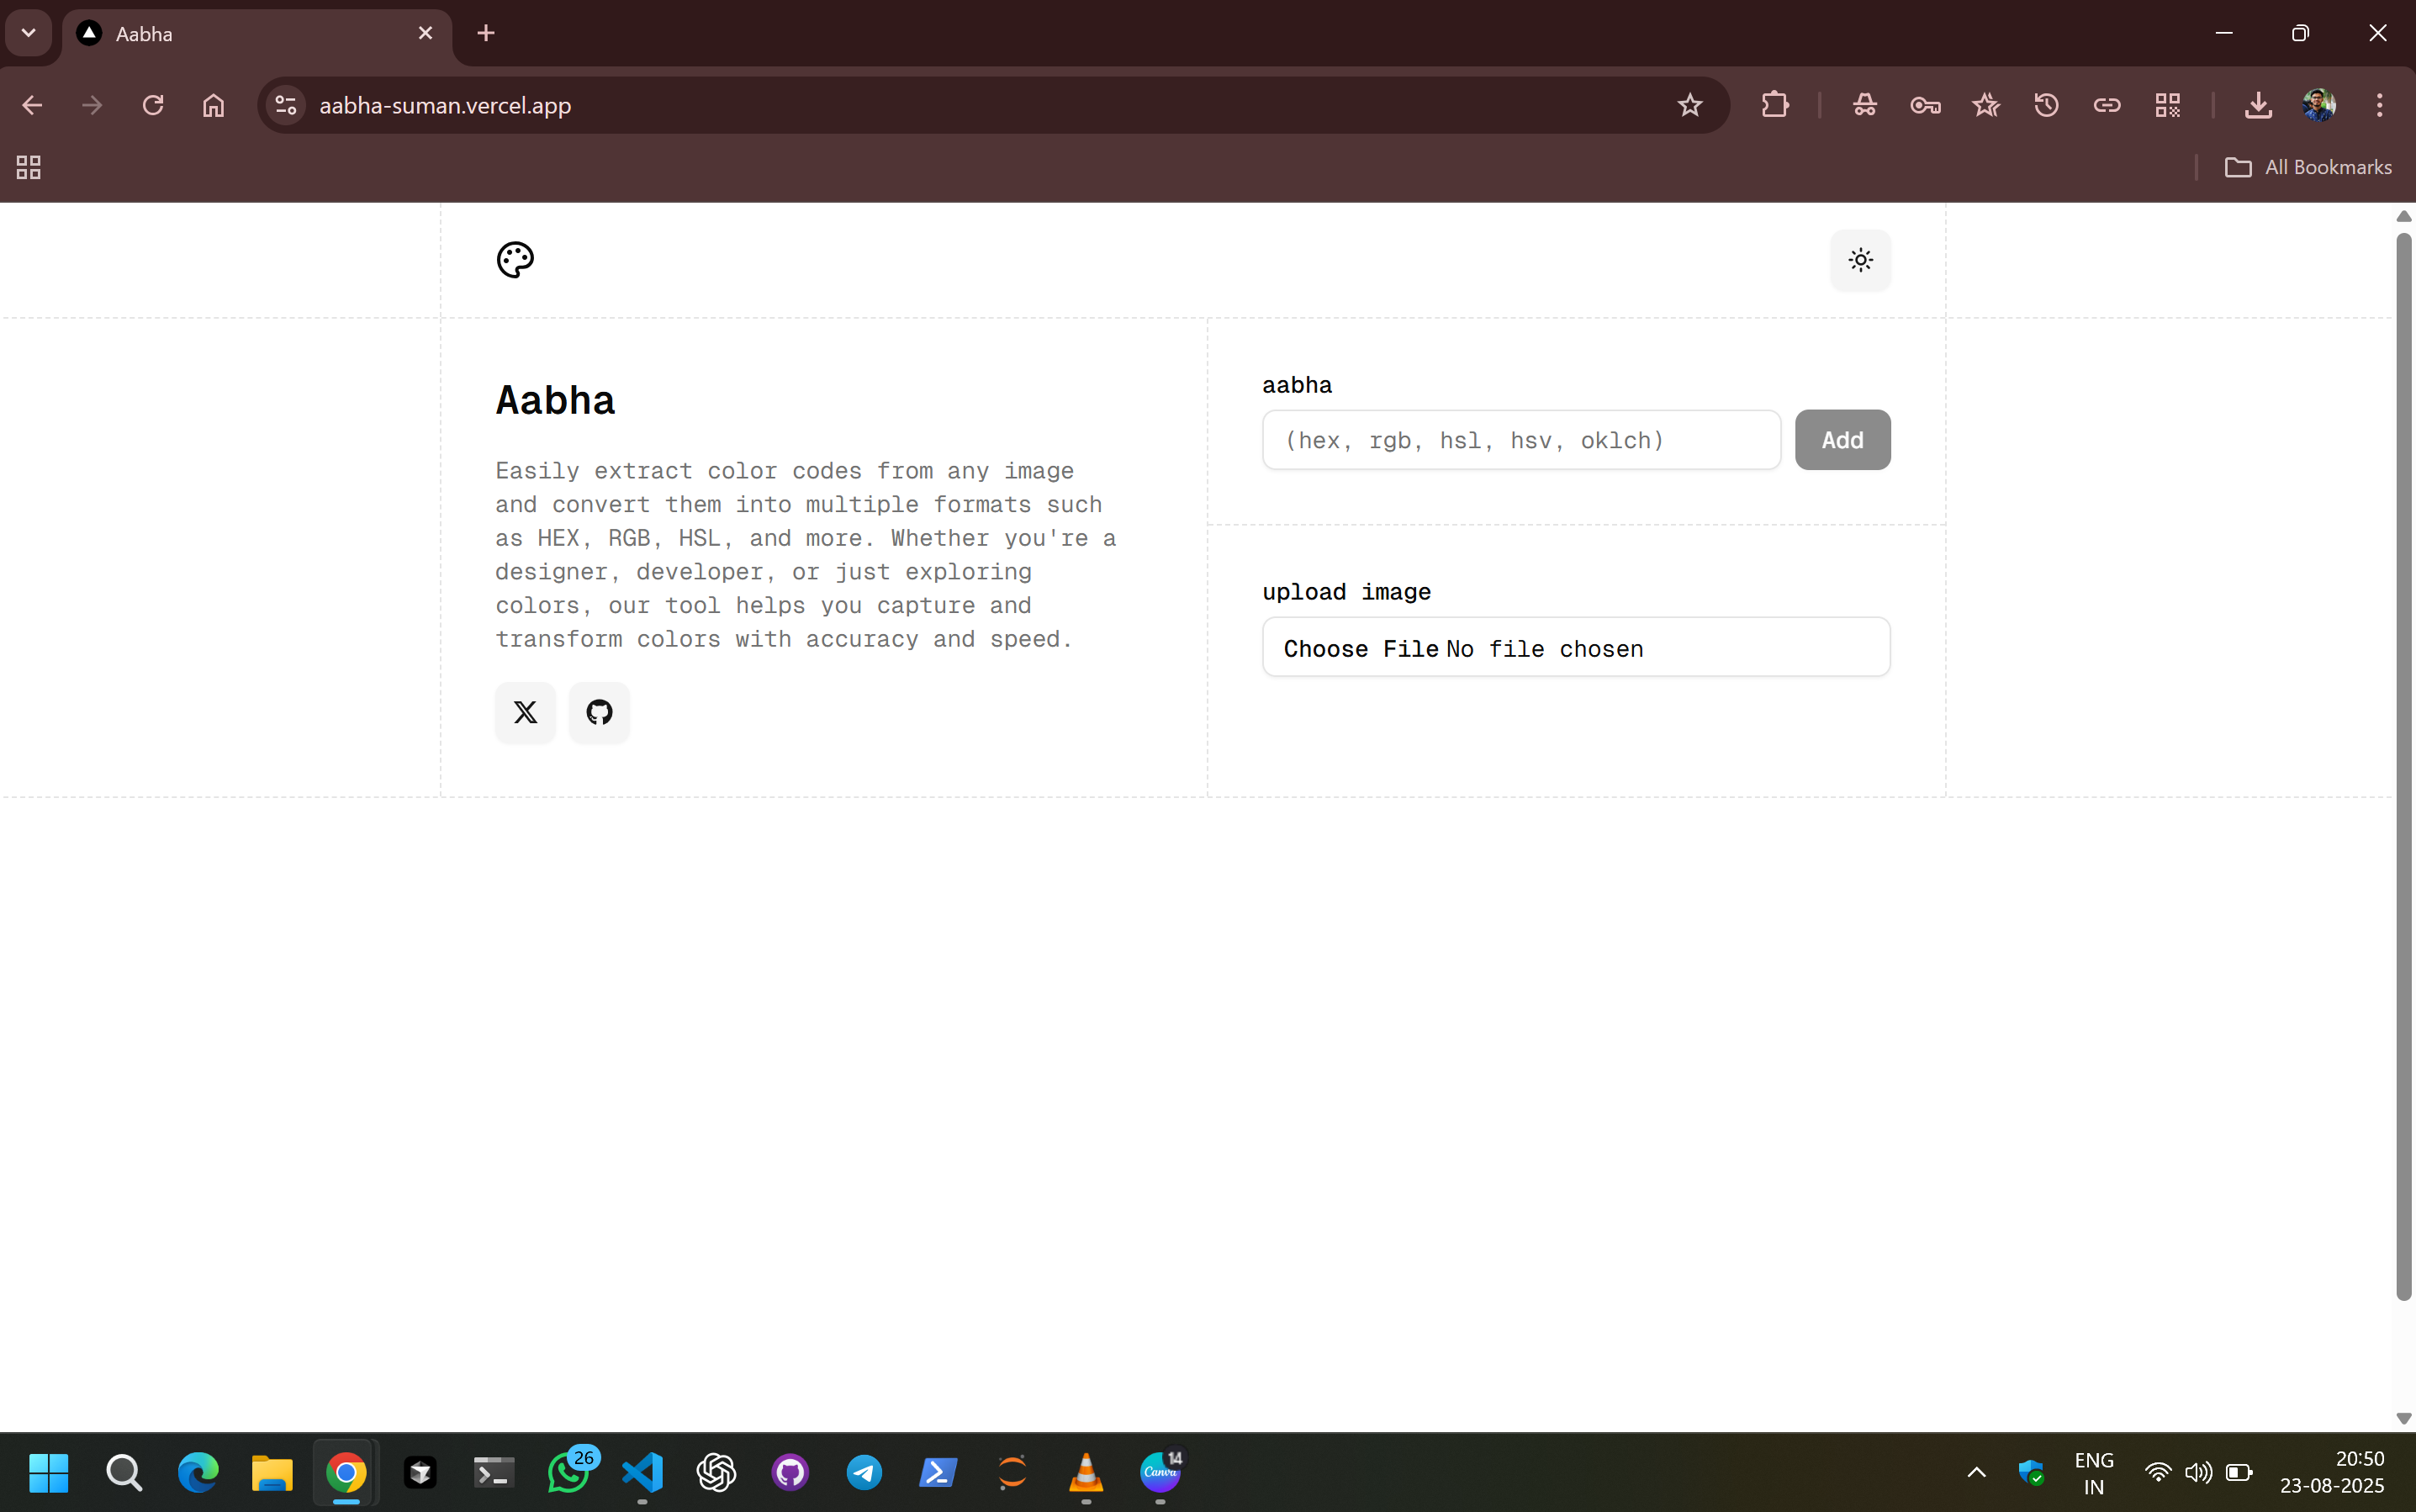 Aabha
aabha-suman.vercel.app
All Bookmarks
Aabha
Easily extract color codes from any image
and convert them into multiple formats such
as HEX, RGB, HSL, and more. Whether you're a
designer, developer, or just exploring
colors, our tool helps you capture and
transform colors with accuracy and speed.
aabha
(hex, rgb, hsl, hsv, oklch)
Add
upload image
Choose File No file chosen
26
Canva
14
ENG
IN
20:50
23-08-2025